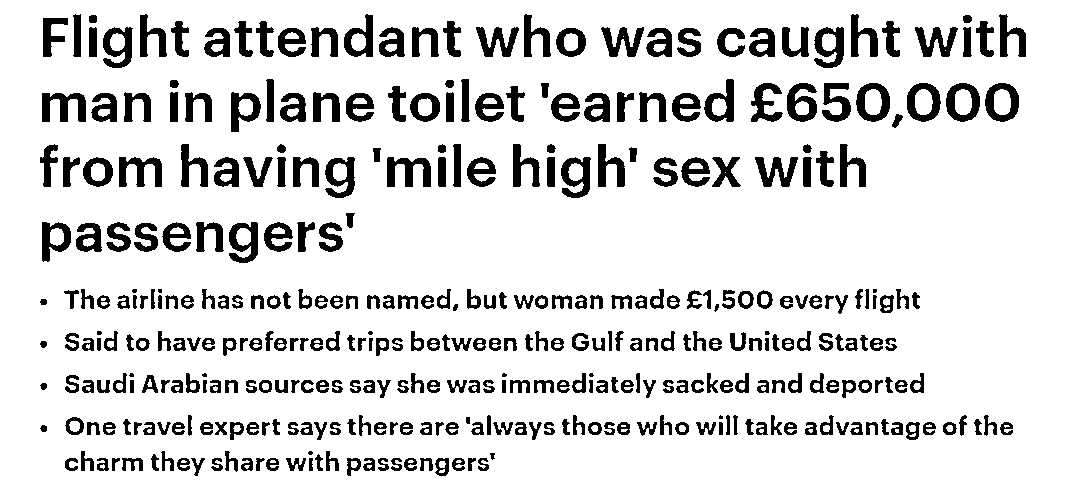 Flight attendant who was caught with
man in plane toilet 'earned £650,000
from having 'mile high' sex with
passengers'
• The airline has not been named, but woman made £1,500 every flight
• Said to have preferred trips between the Gulf and the United States
• Saudi Arabian sources say she was immediately sacked and deported
• One travel expert says there are 'always those who will take advantage of the
charm they share with passengers'